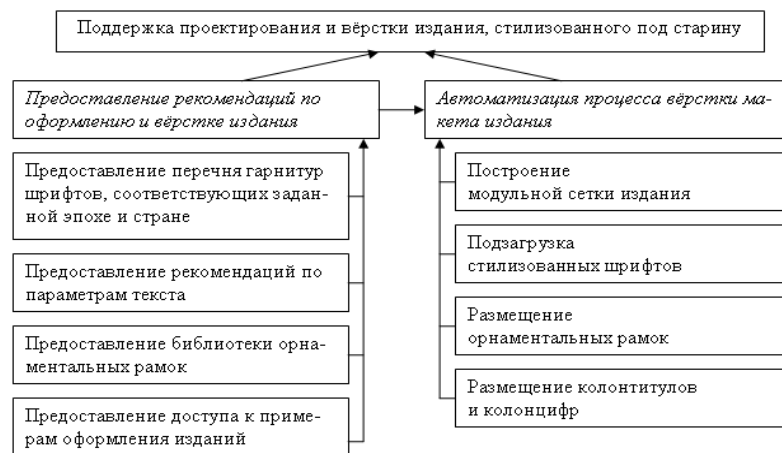 Поддержка проектирования и вёрстки издания, стилизованного под старину
Предоставление рекомендаций по
оформлению и вёрстке издания
Автоматизация процесса вёрстки ма-
кета издания
Предоставление перечня гарнитур
шрифтов, соответствующих задан-
ной эпохе и стране
Предоставление рекомендаций по
параметрам текста
Предоставление библиотеки орна-
ментальных рамок
Предоставление доступа к приме-
рам оформления изданий
Построение
модульной сетки издания
Подзагрузка
стилизованных шрифтов
Размещение
орнаментальных рамок
Размещение колонтитулов
и колонцифр